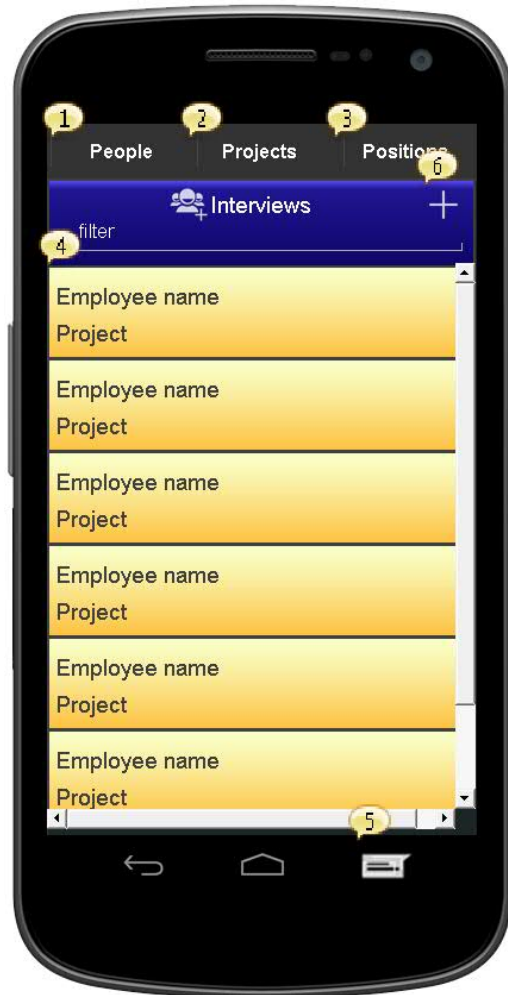 1 2 3
People Projects Positions
6
Interviews
filter
4
Employee name
Project
Employee name
Project
Employee name
Project
Employee name
Project
Employee name
Project
Employee name
Project
5